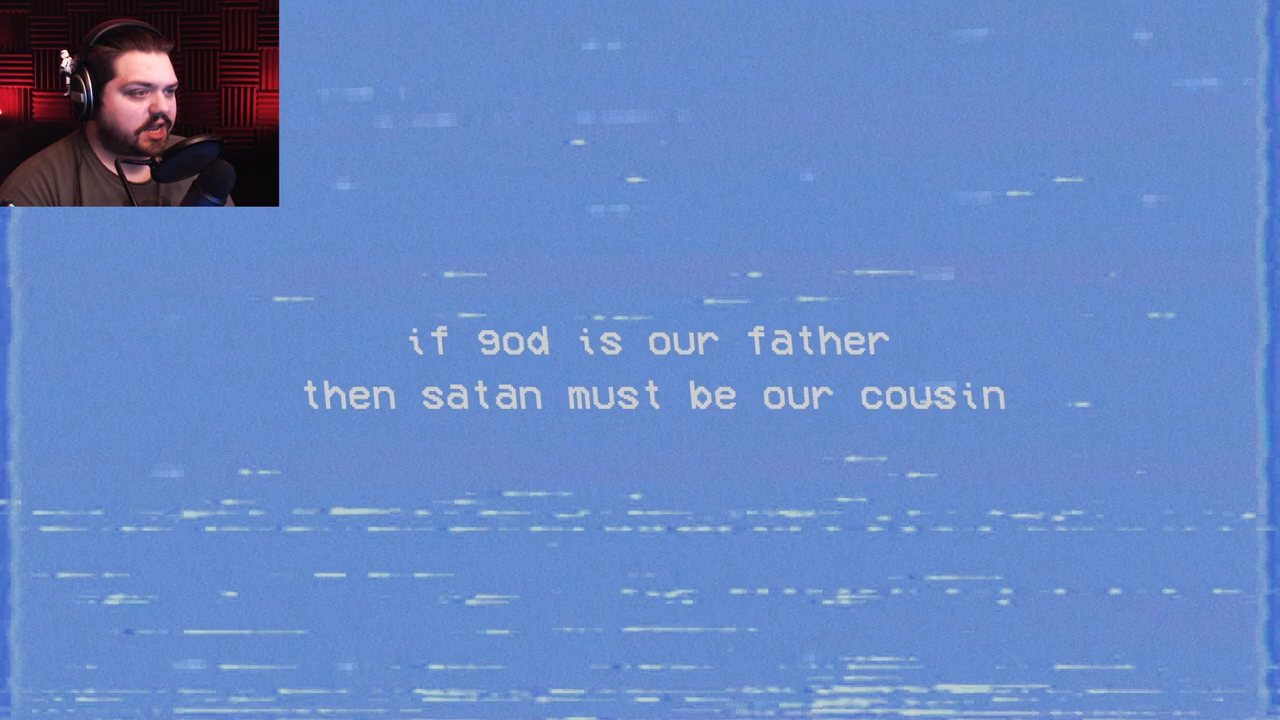 if god is our father
then satan must be our cousin